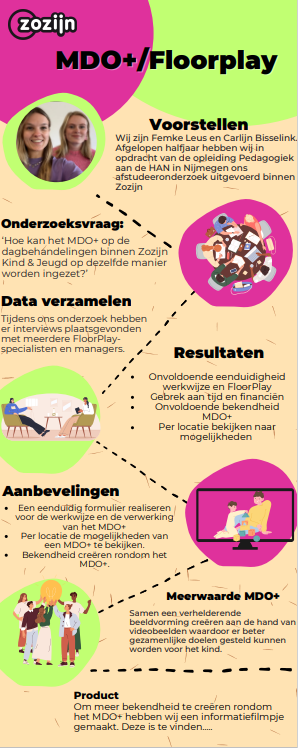 zozijn
MDO+/Floorplay
Voorstellen
Wij zijn Femke Leus en Carlijn Bisselink.
Afgelopen halfjaar hebben wij in
opdracht van de opleiding Pedagogiek
aan de HAN in Nijmegen ons
afstudeeronderzoek uitgevoerd binnen
Zozijn
Onderzoeksvraag:
'Hoe kan het MDO+ op de
dagbehandelingen binnen Zozijn
Kind & Jeugd op dezelfde manier
worden ingezet?'
Data verzamelen
Tijdens ons onderzoek hebben
er interviews plaatsgevonden
met meerdere FloorPlay-
specialisten en managers.
Resultaten
• Onvoldoende eenduidigheid
werkwijze en FloorPlay
• Gebrek aan tijd en financiën
• Onvoldoende bekendheid
MDO+
• Per locatie bekijken naar
mogelijkheden
Aanbevelingen
• Een eenduidig formulier realiseren
voor de werkwijze en de verwerking
van het MDO+
• Per locatie de mogelijkheden van
een MDO+ te bekijken.
• Bekendheid creëren rondom het
MDO+.
Meerwaarde MDO+
Samen een verhelderende
beeldvorming creëren aan de hand van
videobeelden waardoor er beter
gezamenlijke doelen gesteld kunnen
worden voor het kind.
Product
Om meer bekendheid te creëren rondom
het MDO+ hebben wij een informatiefilmpje
gemaakt. Deze is te vinden.....